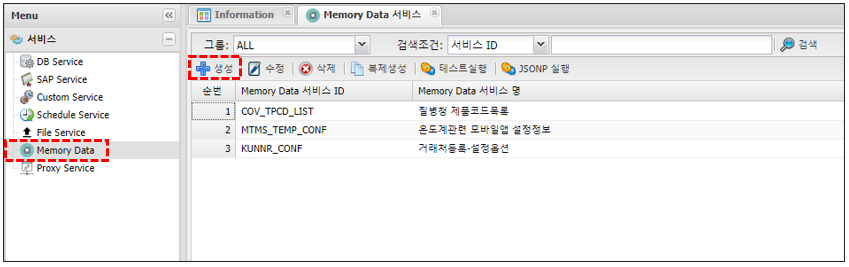 Menu
서비스
DB Service
SAP Service
Custom Service
Schedule Service
File Service
Memory Data
Proxy Service
Information
Memory Data 서비스
그룹: ALL 검색조건: 서비스 ID 검색
생성 수정 삭제 복제생성 테스트실행 JSONP 실행
순번 Memory Data 서비스 ID Memory Data 서비스 명
1 COV_TPCD_LIST 질병청 제품코드목록
2 MTMS_TEMP_CONF 온도계관련 모바일앱 설정정보
3 KUNNR_CONF 거래처등록-설정옵션